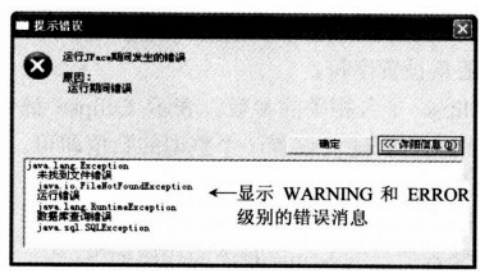 提示错误
运行JFace期间发生的错误
原因：
运行期间错误
确定
<< 详细信息(D)
java.lang.Exception
未找到文件错误
java.io.FileNotFoundException
运行错误
java.lang.RuntimeException
数据库查询错误
java.sql.SQLException
←显示 WARNING 和 ERROR
级别的错误消息